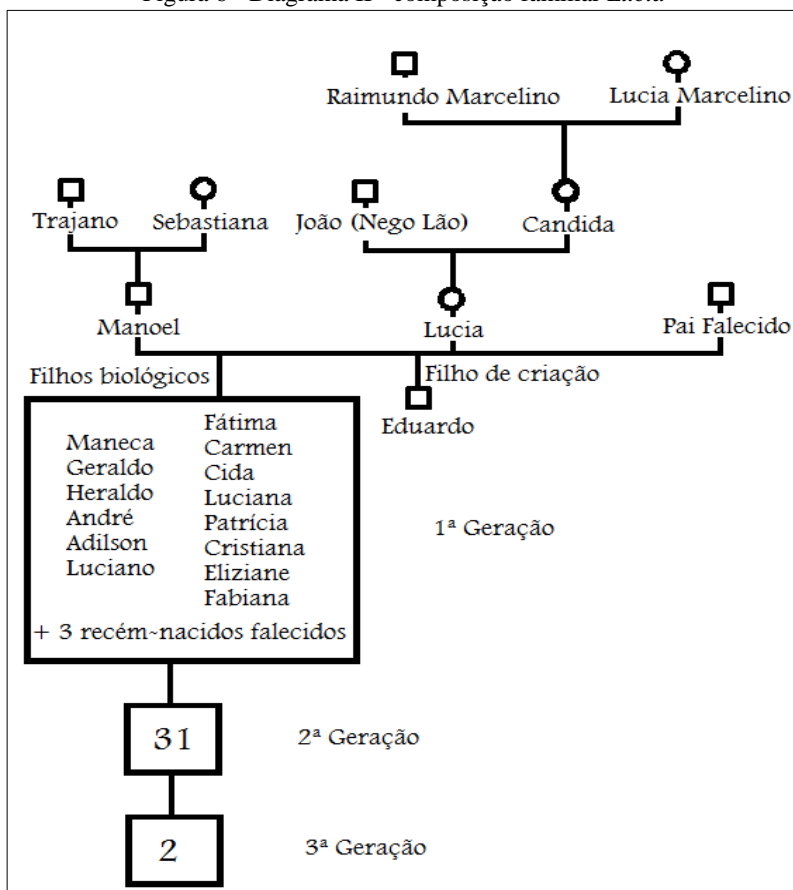 Raimundo Marcelino Lucia Marcelino
Trajano Sebastiana João (Nego Lão) Candida
Manoel Lucia Pai Falecido
Filhos biológicos Filho de criação
Eduardo
Maneca
Geraldo
Heraldo
André
Adilson
Luciano
Fátima
Carmen
Cida
Luciana
Patrícia
Cristiana
Eliziane
Fabiana
+ 3 recém-nacidos falecidos
1ª Geração
31 2ª Geração
2 3ª Geração